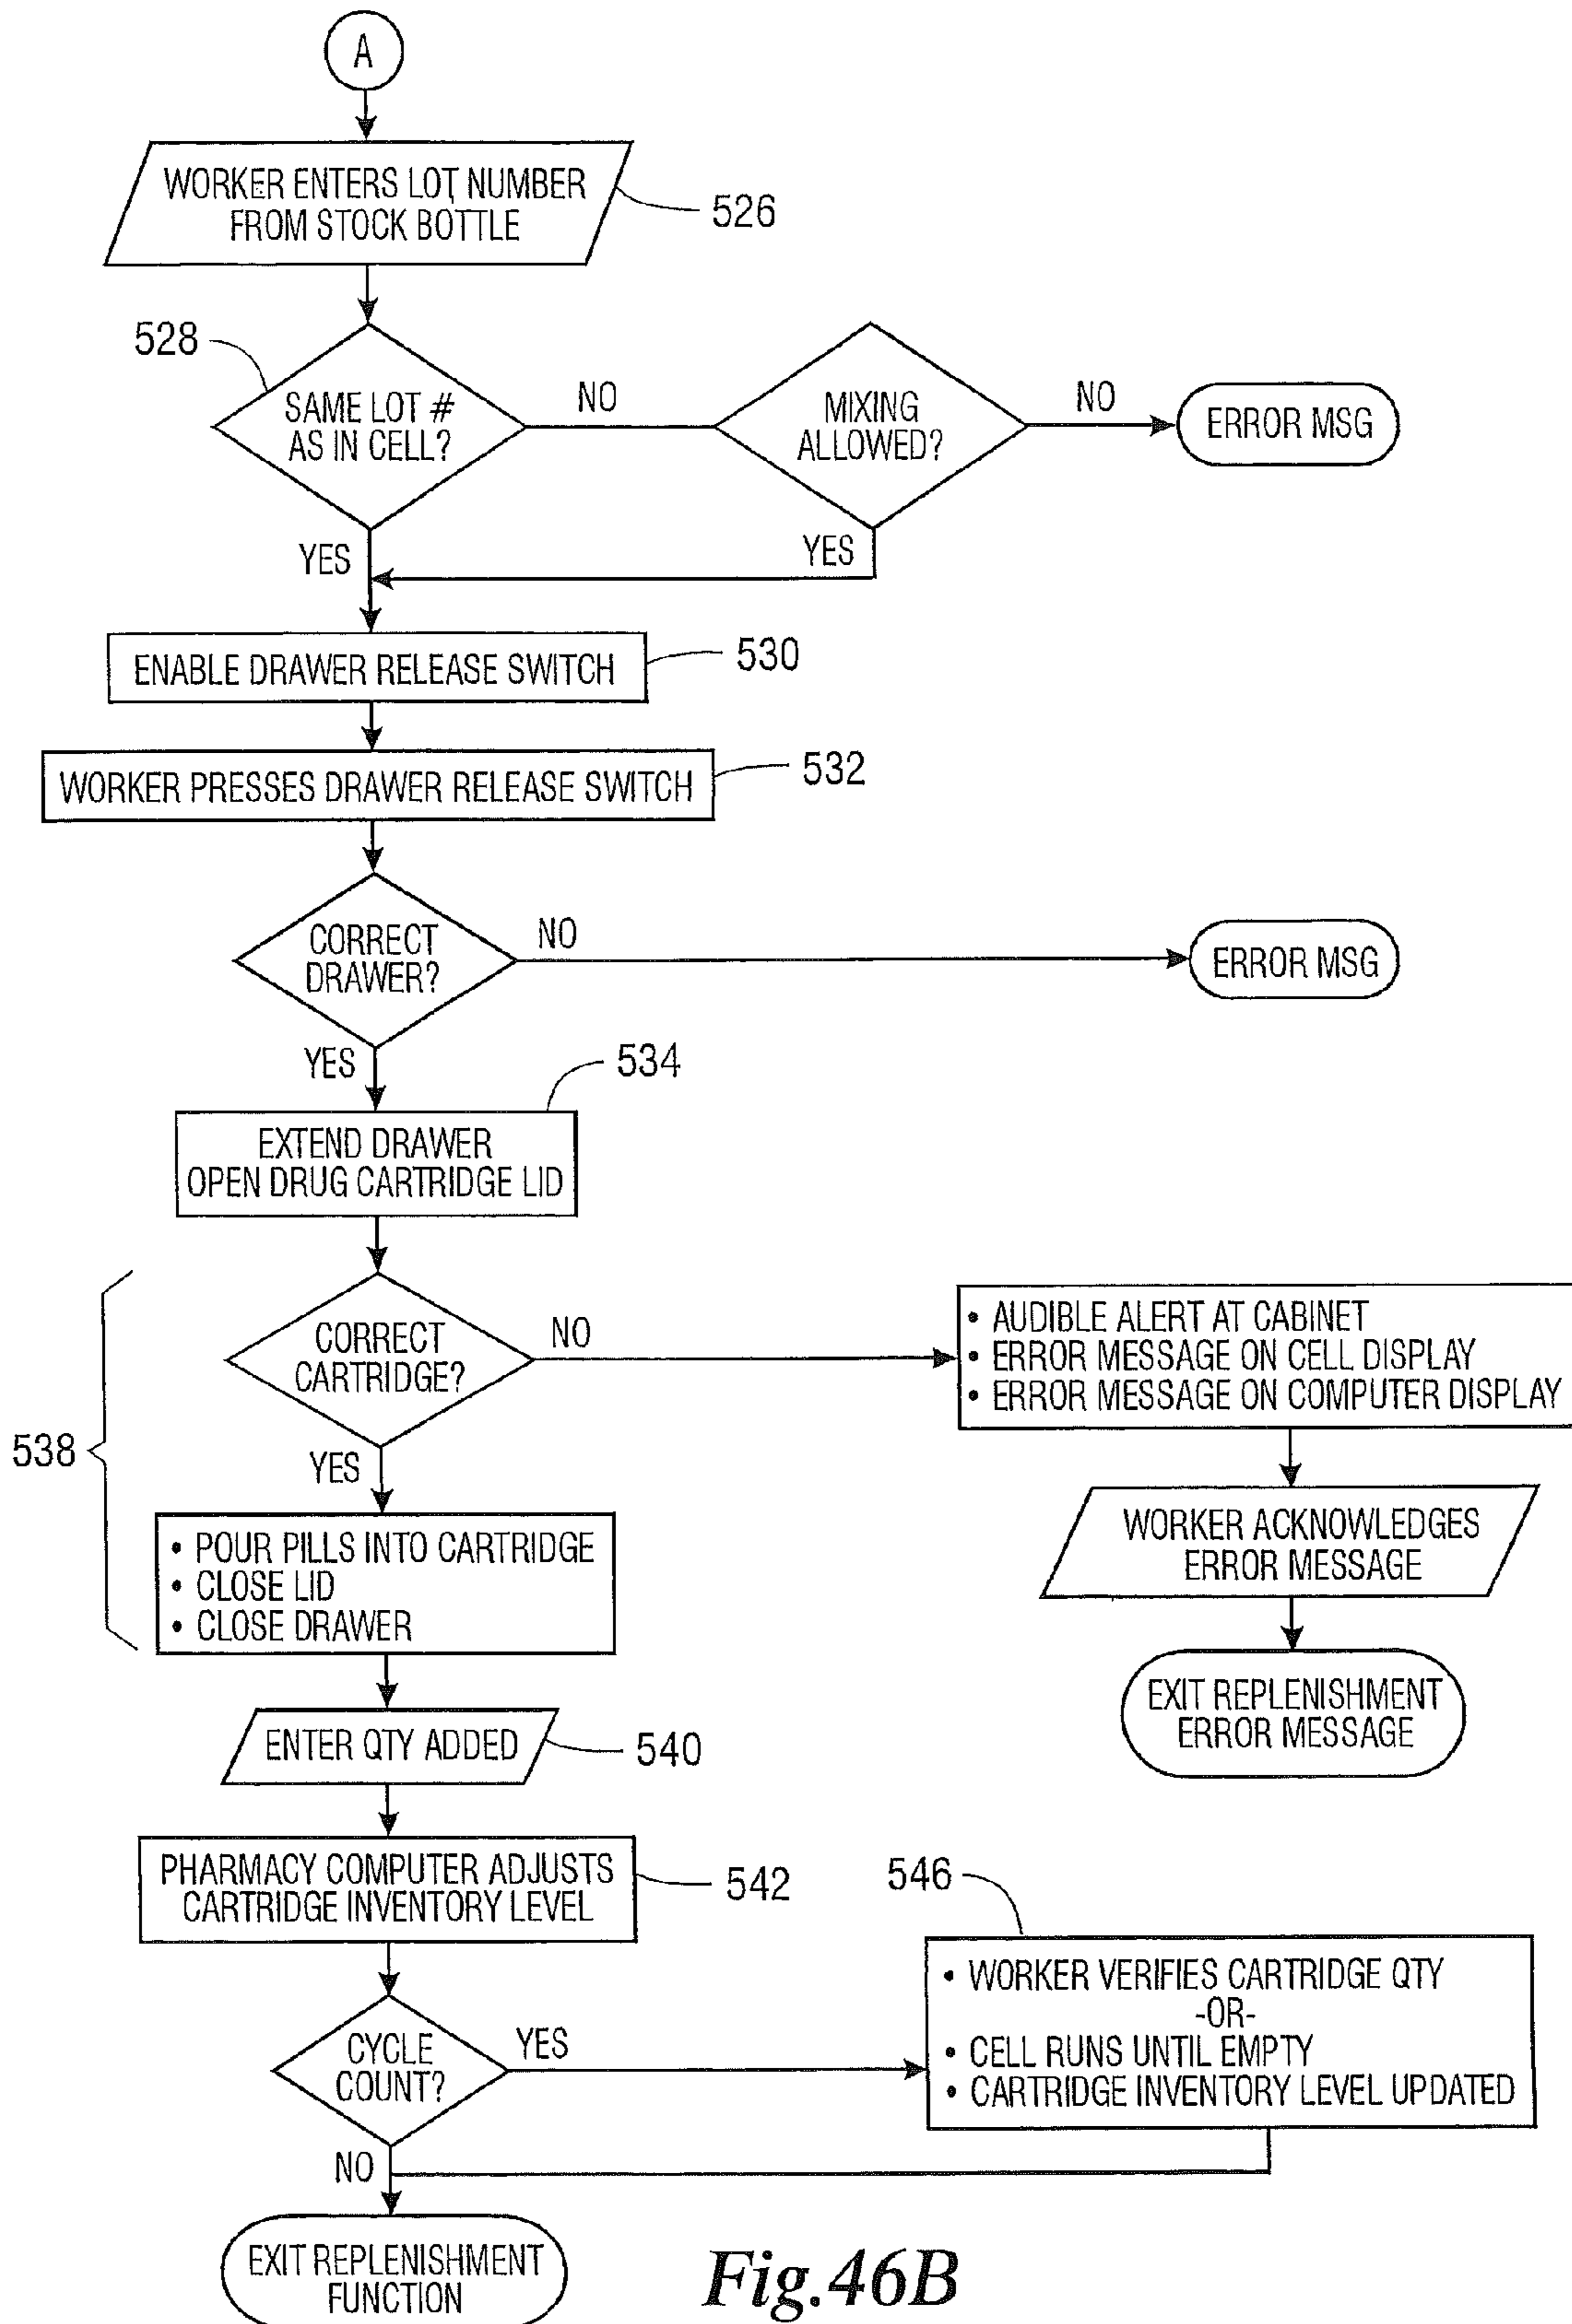 A
WORKER ENTERS LOT NUMBER
FROM STOCK BOTTLE
526
528
SAME LOT #
AS IN CELL?
NO
MIXING
ALLOWED?
NO
ERROR MSG
YES
YES
ENABLE DRAWER RELEASE SWITCH
530
WORKER PRESSES DRAWER RELEASE SWITCH
532
CORRECT
DRAWER?
NO
ERROR MSG
YES
534
EXTEND DRAWER
OPEN DRUG CARTRIDGE LID
538
CORRECT
CARTRIDGE?
NO
• AUDIBLE ALERT AT CABINET
• ERROR MESSAGE ON CELL DISPLAY
• ERROR MESSAGE ON COMPUTER DISPLAY
YES
WORKER ACKNOWLEDGES
ERROR MESSAGE
• POUR PILLS INTO CARTRIDGE
• CLOSE LID
• CLOSE DRAWER
EXIT REPLENISHMENT
ERROR MESSAGE
ENTER QTY ADDED
540
PHARMACY COMPUTER ADJUSTS
CARTRIDGE INVENTORY LEVEL
542
546
CYCLE
COUNT?
YES
• WORKER VERIFIES CARTRIDGE QTY
-OR-
• CELL RUNS UNTIL EMPTY
• CARTRIDGE INVENTORY LEVEL UPDATED
NO
EXIT REPLENISHMENT
FUNCTION
Fig.46B